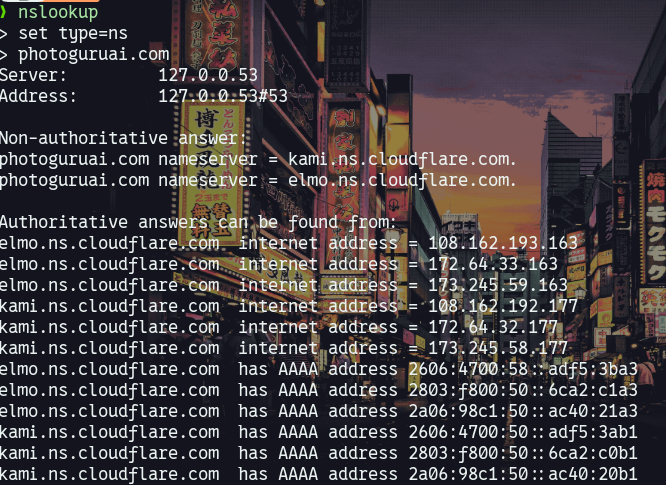 ❯ nslookup
> set type=ns
> photoguruai.com
Server:         127.0.0.53
Address:        127.0.0.53#53

Non-authoritative answer:
photoguruai.com nameserver = kami.ns.cloudflare.com.
photoguruai.com nameserver = elmo.ns.cloudflare.com.

Authoritative answers can be found from:
elmo.ns.cloudflare.com  internet address = 108.162.193.163
elmo.ns.cloudflare.com  internet address = 172.64.33.163
elmo.ns.cloudflare.com  internet address = 173.245.59.163
kami.ns.cloudflare.com  internet address = 108.162.192.177
kami.ns.cloudflare.com  internet address = 172.64.32.177
kami.ns.cloudflare.com  internet address = 173.245.58.177
elmo.ns.cloudflare.com  has AAAA address 2606:4700:58::adf5:3ba3
elmo.ns.cloudflare.com  has AAAA address 2803:f800:50::6ca2:c1a3
elmo.ns.cloudflare.com  has AAAA address 2a06:98c1:50::ac40:21a3
kami.ns.cloudflare.com  has AAAA address 2606:4700:50::adf5:3ab1
kami.ns.cloudflare.com  has AAAA address 2803:f800:50::6ca2:c0b1
kami.ns.cloudflare.com  has AAAA address 2a06:98c1:50::ac40:20b1
焼肉
モクモク